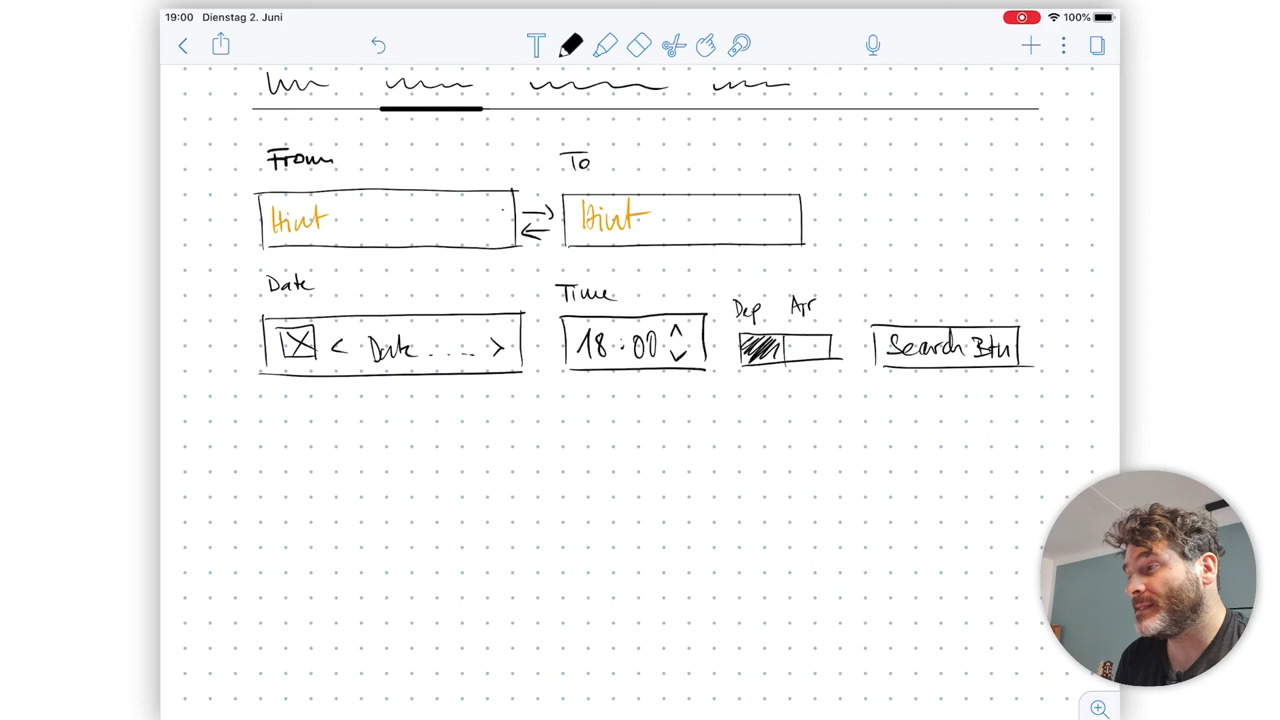 19:00 Dienstag 2. Juni 100%
T
From To
Hint Hint
Date Time
Dep Arr
< Date ..... > 18:00 Search Btn